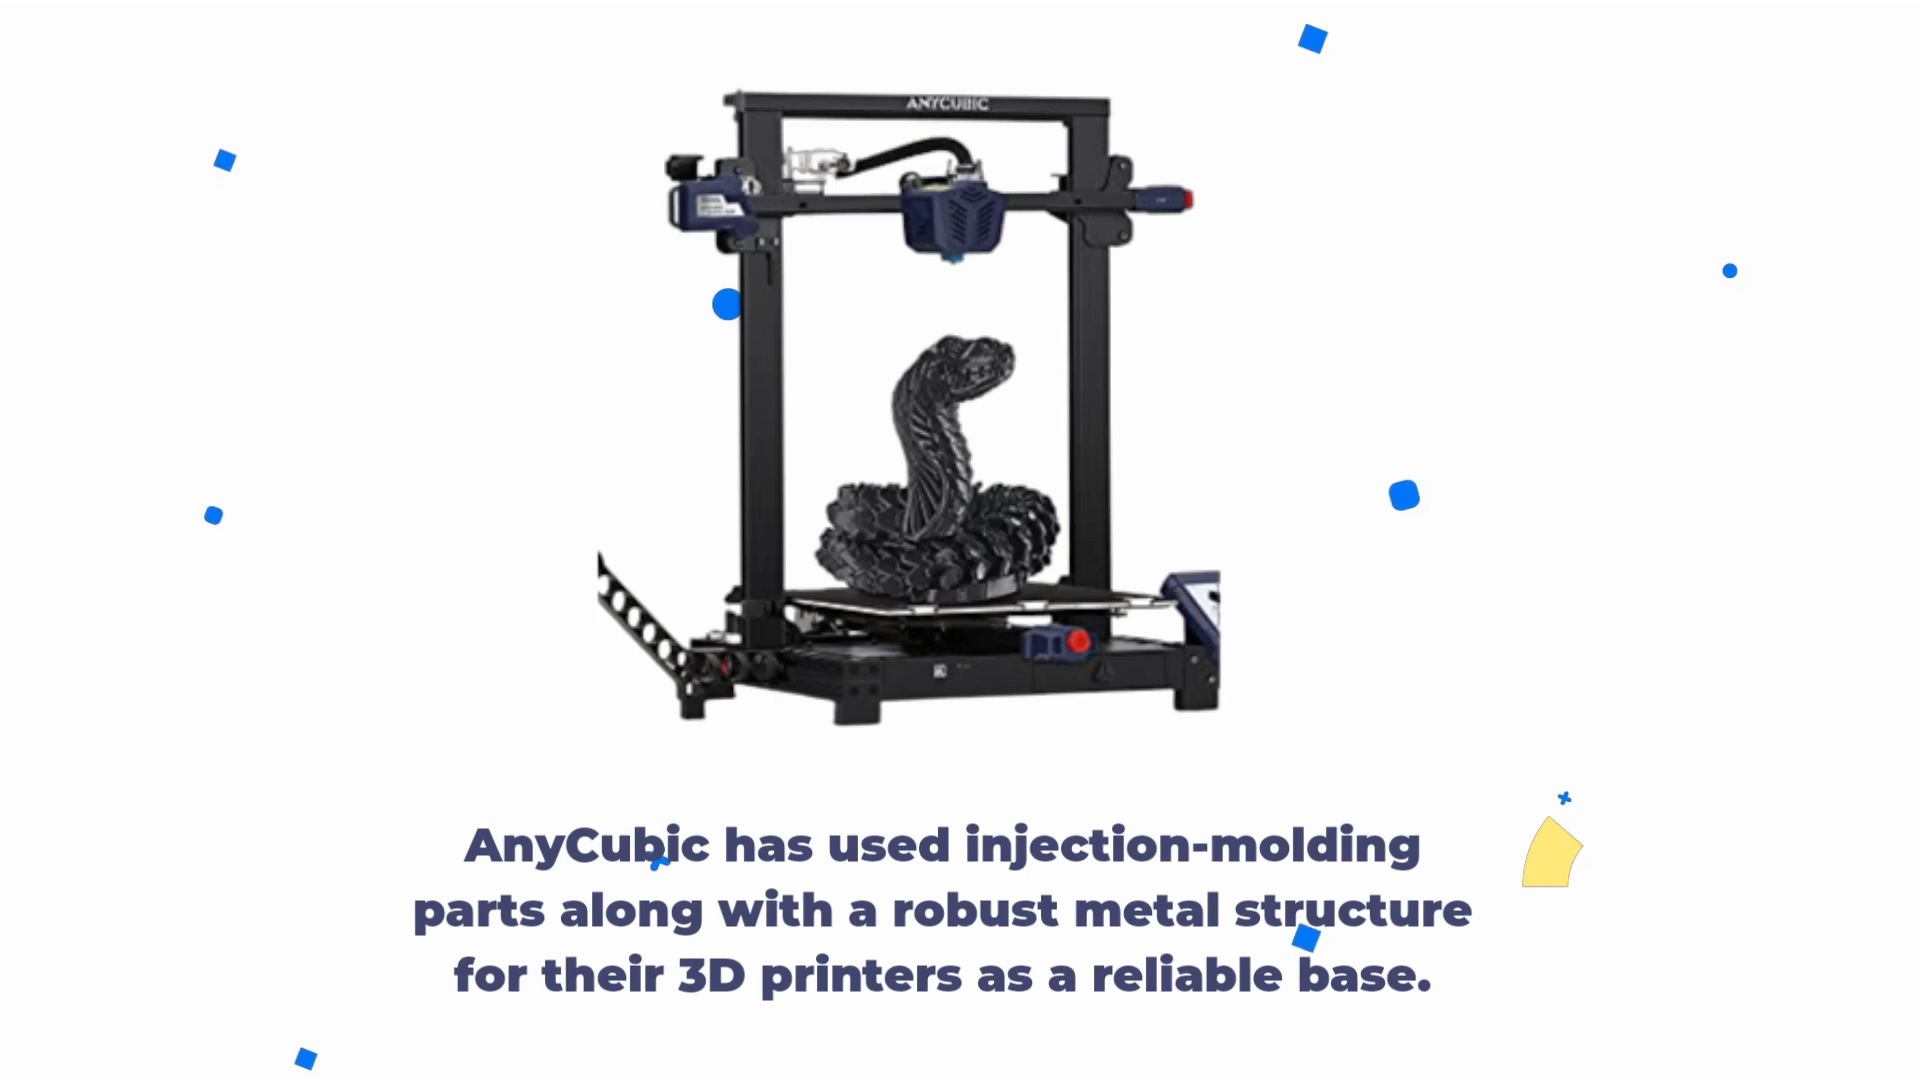 ANYCUBIC
AnyCubic has used injection-molding
parts along with a robust metal structure
for their 3D printers as a reliable base.